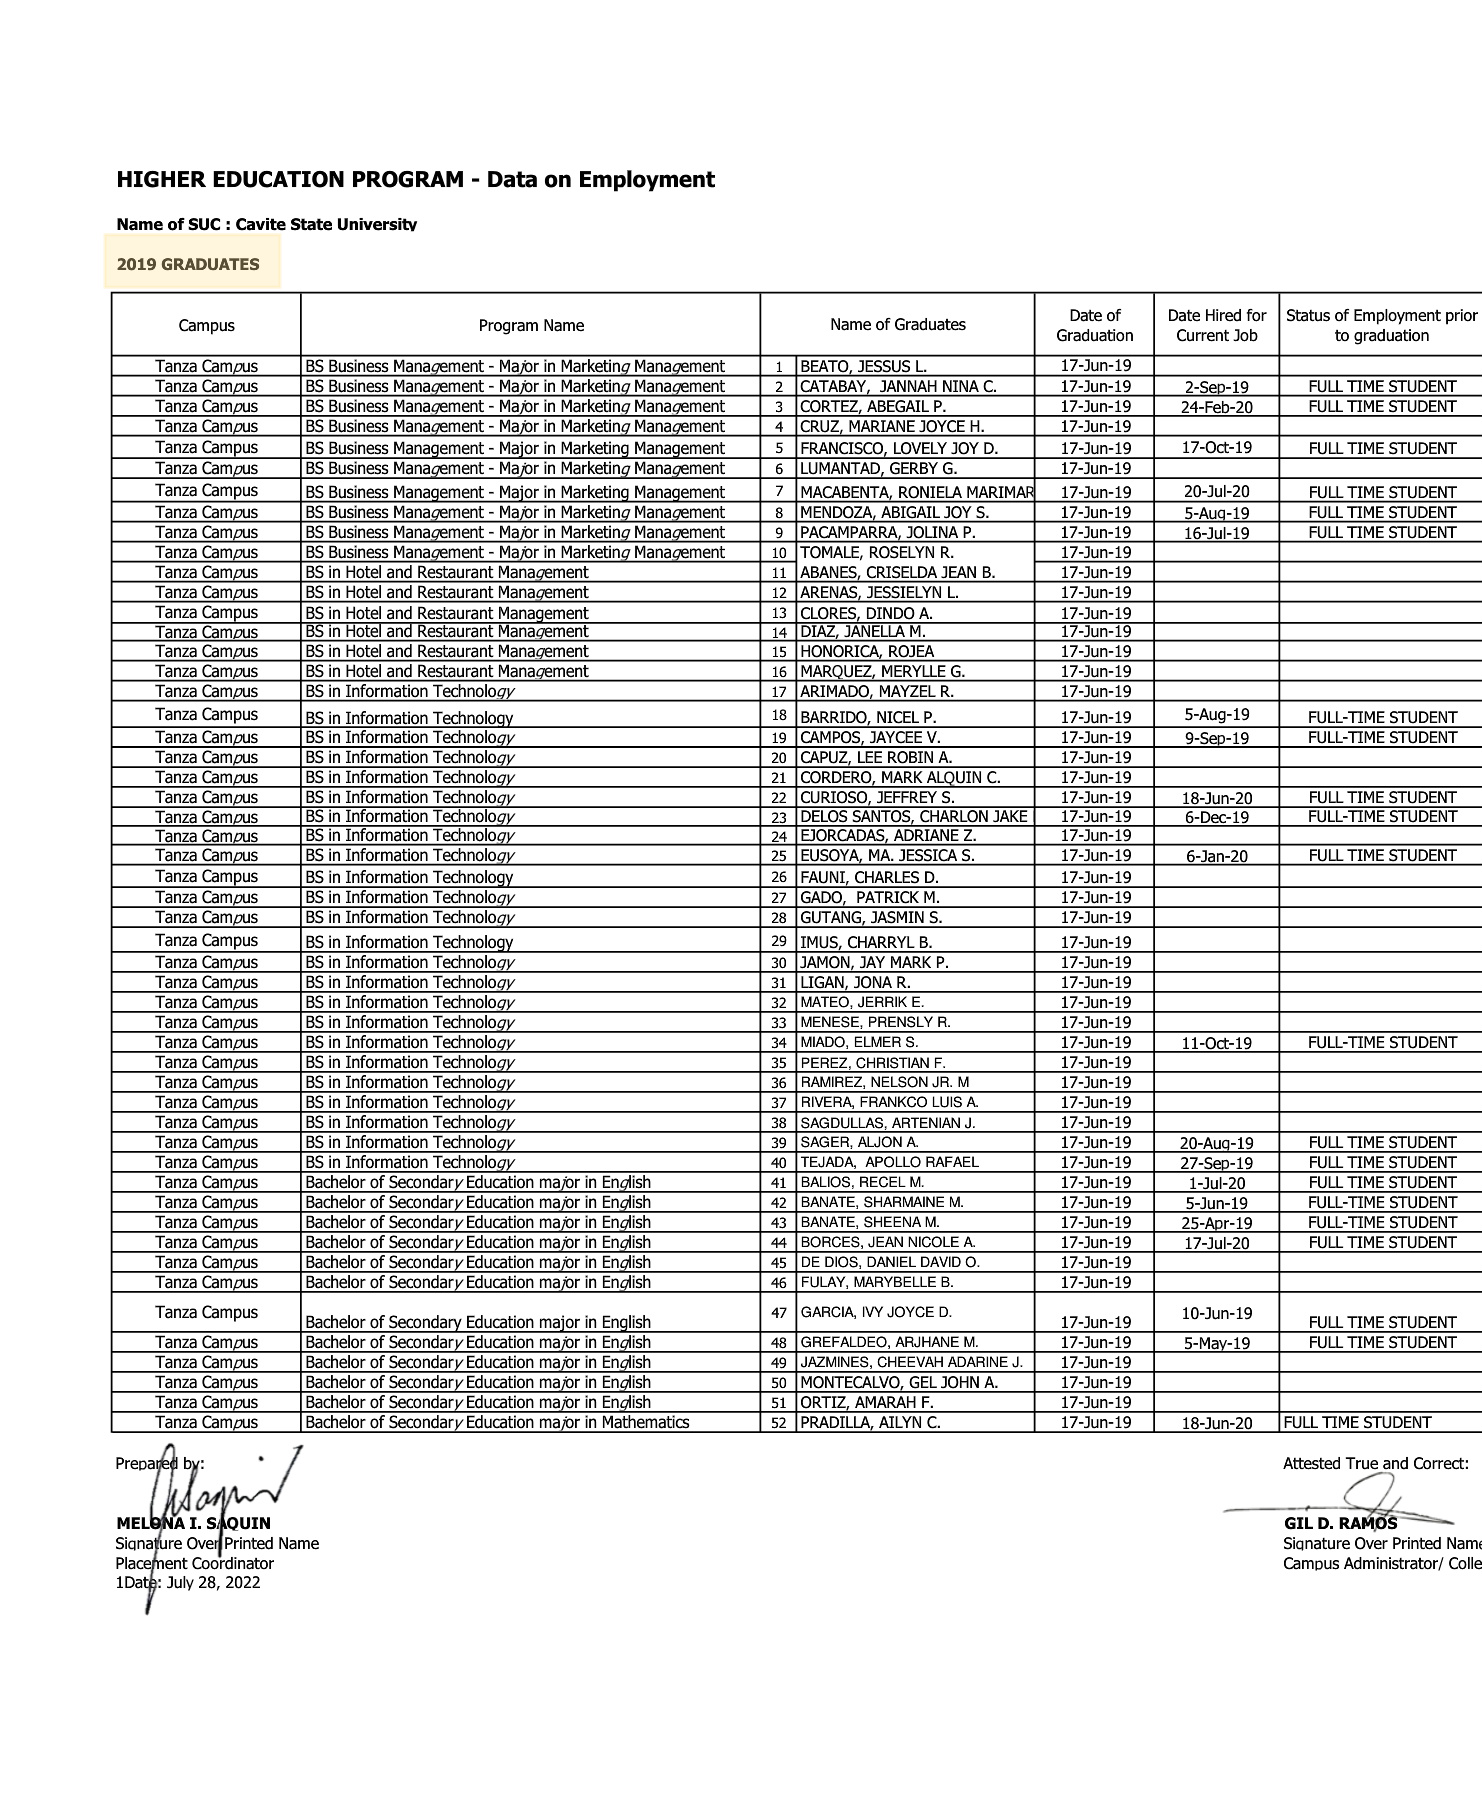 HIGHER EDUCATION PROGRAM - Data on Employment
Name of SUC : Cavite State University
2019 GRADUATES
Campus Program Name Name of Graduates Date of Graduation Date Hired for Current Job Status of Employment prior to graduation
Tanza Campus BS Business Management - Major in Marketing Management 1 BEATO, JESSUS L. 17-Jun-19
Tanza Campus BS Business Management - Major in Marketing Management 2 CATABAY, JANNAH NINA C. 17-Jun-19 2-Sep-19 FULL TIME STUDENT
Tanza Campus BS Business Management - Major in Marketing Management 3 CORTEZ, ABEGAIL P. 17-Jun-19 24-Feb-20 FULL TIME STUDENT
Tanza Campus BS Business Management - Major in Marketing Management 4 CRUZ, MARIANE JOYCE H. 17-Jun-19
Tanza Campus BS Business Management - Major in Marketing Management 5 FRANCISCO, LOVELY JOY D. 17-Jun-19 17-Oct-19 FULL TIME STUDENT
Tanza Campus BS Business Management - Major in Marketing Management 6 LUMANTAD, GERBY G. 17-Jun-19
Tanza Campus BS Business Management - Major in Marketing Management 7 MACABENTA, RONIELA MARIMAR 17-Jun-19 20-Jul-20 FULL TIME STUDENT
Tanza Campus BS Business Management - Major in Marketing Management 8 MENDOZA, ABIGAIL JOY S. 17-Jun-19 5-Aug-19 FULL TIME STUDENT
Tanza Campus BS Business Management - Major in Marketing Management 9 PACAMPARRA, JOLINA P. 17-Jun-19 16-Jul-19 FULL TIME STUDENT
Tanza Campus BS Business Management - Major in Marketing Management 10 TOMALE, ROSELYN R. 17-Jun-19
Tanza Campus BS in Hotel and Restaurant Management 11 ABANES, CRISELDA JEAN B. 17-Jun-19
Tanza Campus BS in Hotel and Restaurant Management 12 ARENAS, JESSIELYN L. 17-Jun-19
Tanza Campus BS in Hotel and Restaurant Management 13 CLORES, DINDO A. 17-Jun-19
Tanza Campus BS in Hotel and Restaurant Management 14 DIAZ, JANELLA M. 17-Jun-19
Tanza Campus BS in Hotel and Restaurant Management 15 HONORICA, ROJEA 17-Jun-19
Tanza Campus BS in Hotel and Restaurant Management 16 MARQUEZ, MERYLLE G. 17-Jun-19
Tanza Campus BS in Information Technology 17 ARIMADO, MAYZEL R. 17-Jun-19
Tanza Campus BS in Information Technology 18 BARRIDO, NICEL P. 17-Jun-19 5-Aug-19 FULL-TIME STUDENT
Tanza Campus BS in Information Technology 19 CAMPOS, JAYCEE V. 17-Jun-19 9-Sep-19 FULL-TIME STUDENT
Tanza Campus BS in Information Technology 20 CAPUZ, LEE ROBIN A. 17-Jun-19
Tanza Campus BS in Information Technology 21 CORDERO, MARK ALQUIN C. 17-Jun-19
Tanza Campus BS in Information Technology 22 CURIOSO, JEFFREY S. 17-Jun-19 18-Jun-20 FULL TIME STUDENT
Tanza Campus BS in Information Technology 23 DELOS SANTOS, CHARLON JAKE 17-Jun-19 6-Dec-19 FULL-TIME STUDENT
Tanza Campus BS in Information Technology 24 EJORCADAS, ADRIANE Z. 17-Jun-19
Tanza Campus BS in Information Technology 25 EUSOYA, MA. JESSICA S. 17-Jun-19 6-Jan-20 FULL TIME STUDENT
Tanza Campus BS in Information Technology 26 FAUNI, CHARLES D. 17-Jun-19
Tanza Campus BS in Information Technology 27 GADO, PATRICK M. 17-Jun-19
Tanza Campus BS in Information Technology 28 GUTANG, JASMIN S. 17-Jun-19
Tanza Campus BS in Information Technology 29 IMUS, CHARRYL B. 17-Jun-19
Tanza Campus BS in Information Technology 30 JAMON, JAY MARK P. 17-Jun-19
Tanza Campus BS in Information Technology 31 LIGAN, JONA R. 17-Jun-19
Tanza Campus BS in Information Technology 32 MATEO, JERRIK E. 17-Jun-19
Tanza Campus BS in Information Technology 33 MENESE, PRENSLY R. 17-Jun-19
Tanza Campus BS in Information Technology 34 MIADO, ELMER S. 17-Jun-19 11-Oct-19 FULL-TIME STUDENT
Tanza Campus BS in Information Technology 35 PEREZ, CHRISTIAN F. 17-Jun-19
Tanza Campus BS in Information Technology 36 RAMIREZ, NELSON JR. M 17-Jun-19
Tanza Campus BS in Information Technology 37 RIVERA, FRANKCO LUIS A. 17-Jun-19
Tanza Campus BS in Information Technology 38 SAGDULLAS, ARTENIAN J. 17-Jun-19
Tanza Campus BS in Information Technology 39 SAGER, ALJON A. 17-Jun-19 20-Aug-19 FULL TIME STUDENT
Tanza Campus BS in Information Technology 40 TEJADA, APOLLO RAFAEL 17-Jun-19 27-Sep-19 FULL TIME STUDENT
Tanza Campus Bachelor of Secondary Education major in English 41 BALIOS, RECEL M. 17-Jun-19 1-Jul-20 FULL TIME STUDENT
Tanza Campus Bachelor of Secondary Education major in English 42 BANATE, SHARMAINE M. 17-Jun-19 5-Jun-19 FULL-TIME STUDENT
Tanza Campus Bachelor of Secondary Education major in English 43 BANATE, SHEENA M. 17-Jun-19 25-Apr-19 FULL-TIME STUDENT
Tanza Campus Bachelor of Secondary Education major in English 44 BORCES, JEAN NICOLE A. 17-Jun-19 17-Jul-20 FULL TIME STUDENT
Tanza Campus Bachelor of Secondary Education major in English 45 DE DIOS, DANIEL DAVID O. 17-Jun-19
Tanza Campus Bachelor of Secondary Education major in English 46 FULAY, MARYBELLE B. 17-Jun-19
Tanza Campus Bachelor of Secondary Education major in English 47 GARCIA, IVY JOYCE D. 17-Jun-19 10-Jun-19 FULL TIME STUDENT
Tanza Campus Bachelor of Secondary Education major in English 48 GREFALDEO, ARJHANE M. 17-Jun-19 5-May-19 FULL TIME STUDENT
Tanza Campus Bachelor of Secondary Education major in English 49 JAZMINES, CHEEVAH ADARINE J. 17-Jun-19
Tanza Campus Bachelor of Secondary Education major in English 50 MONTECALVO, GEL JOHN A. 17-Jun-19
Tanza Campus Bachelor of Secondary Education major in English 51 ORTIZ, AMARAH F. 17-Jun-19
Tanza Campus Bachelor of Secondary Education major in Mathematics 52 PRADILLA, AILYN C. 17-Jun-19 18-Jun-20 FULL TIME STUDENT
Prepared by: Attested True and Correct:
MELONA I. SAQUIN GIL D. RAMOS
Signature Over Printed Name Signature Over Printed Name
Placement Coordinator Campus Administrator/ Colle
1Date: July 28, 2022